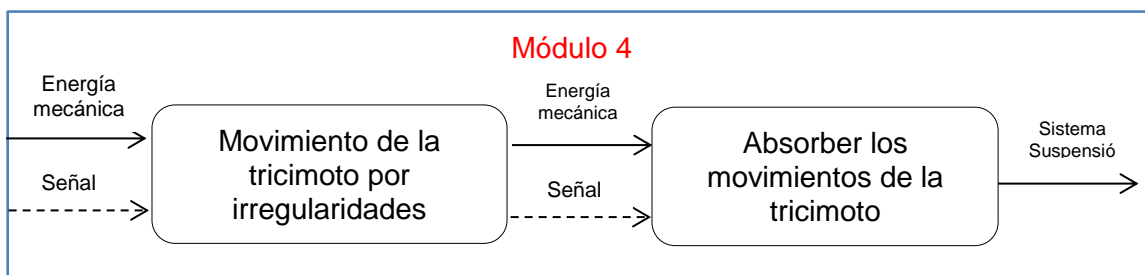 Módulo 4
Energía
mecánica
Señal
Movimiento de la
tricimoto por
irregularidades
Energía
mecánica
Señal
Absorber los
movimientos de la
tricimoto
Sistema
Suspensió